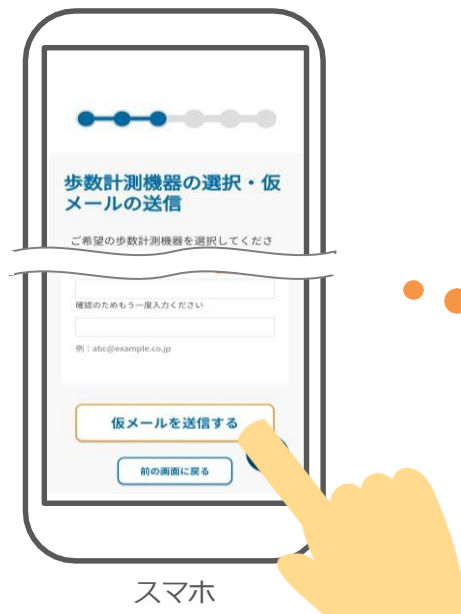 歩数計測機器の選択・仮
メールの送信
ご希望の歩数計測機器を選択してくださ
確認のためもう一度入力ください
例：abc@example.co.jp
仮メールを送信する
前の画面に戻る
スマホ